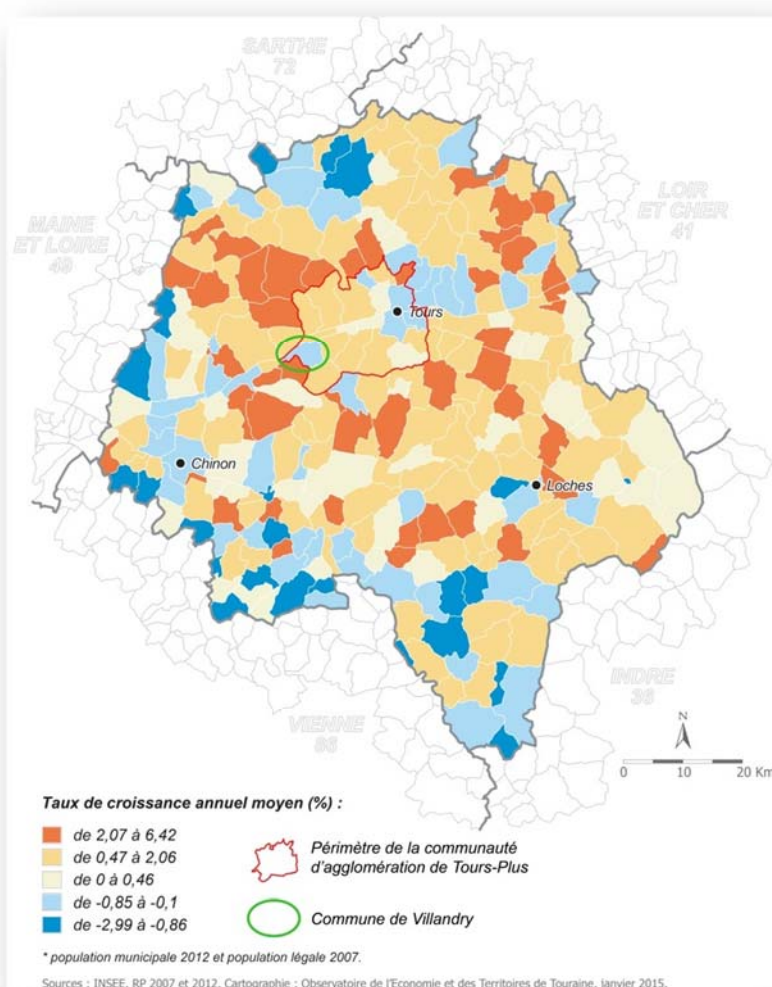 SARTHE
72
MAINE
ET LOIRE
49
LOIR
ET CHER
41
Tours
Chinon
Loches
INDRE
36
VIENNE
86
N
0 10 20 Km
Taux de croissance annuel moyen (%) :
de 2,07 à 6,42
de 0,47 à 2,06
de 0 à 0,46
de -0,85 à -0,1
de -2,99 à -0,86
Périmètre de la communauté
d'agglomération de Tours-Plus
Commune de Villandry
* population municipale 2012 et population légale 2007.
Sources : INSEE, RP 2007 et 2012. Cartographie : Observatoire de l'Economie et des Territoires de Touraine, Janvier 2015.